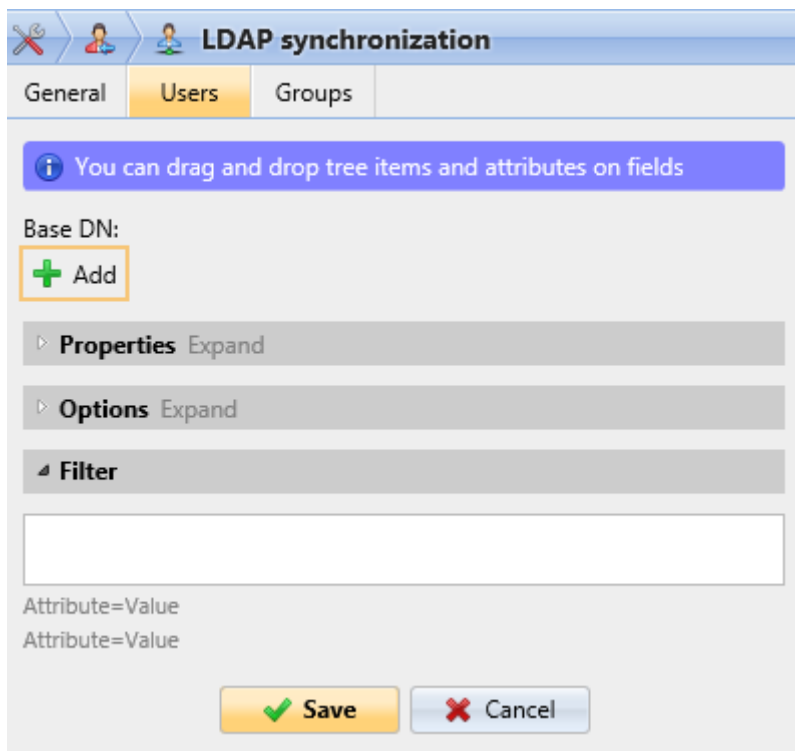 LDAP synchronization
General Users Groups
You can drag and drop tree items and attributes on fields
Base DN:
Add
Properties Expand
Options Expand
Filter
Attribute=Value
Attribute=Value
Save Cancel